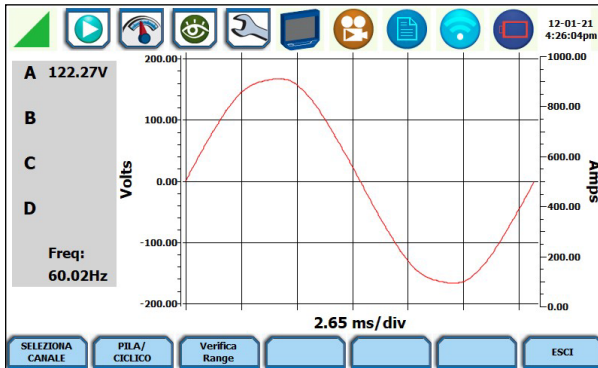 12-01-21
4:26:04pm
A 122.27V
B
C
D
Freq:
60.02Hz
Volts
200.00
100.00
0.00
-100.00
-200.00
1000.00
800.00
600.00
400.00
200.00
0.00
Amps
2.65 ms/div
SELEZIONA
CANALE
PILA/
CICLICO
Verifica
Range
ESCI